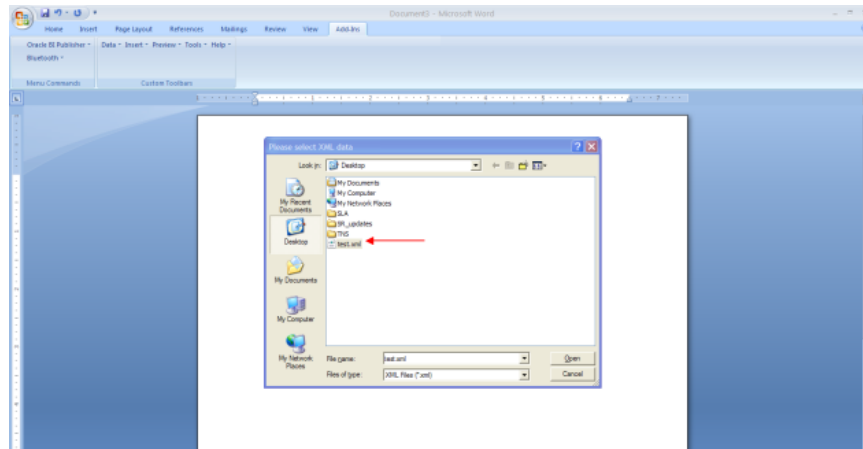 Document3 - Microsoft Word
Home Insert Page Layout References Mailings Review View Add-Ins
Oracle BI Publisher Data Insert Preview Tools Help
Bluetooth
Menu Commands Custom Toolbars
Please select XML data
Look in: Desktop
My Recent Documents
Desktop
My Documents
My Computer
My Network Places
My Documents
My Computer
My Network Places
SLA
SR_updates
TNS
test.xml
File name: test.xml Open
Files of type: XML Files (*.xml) Cancel